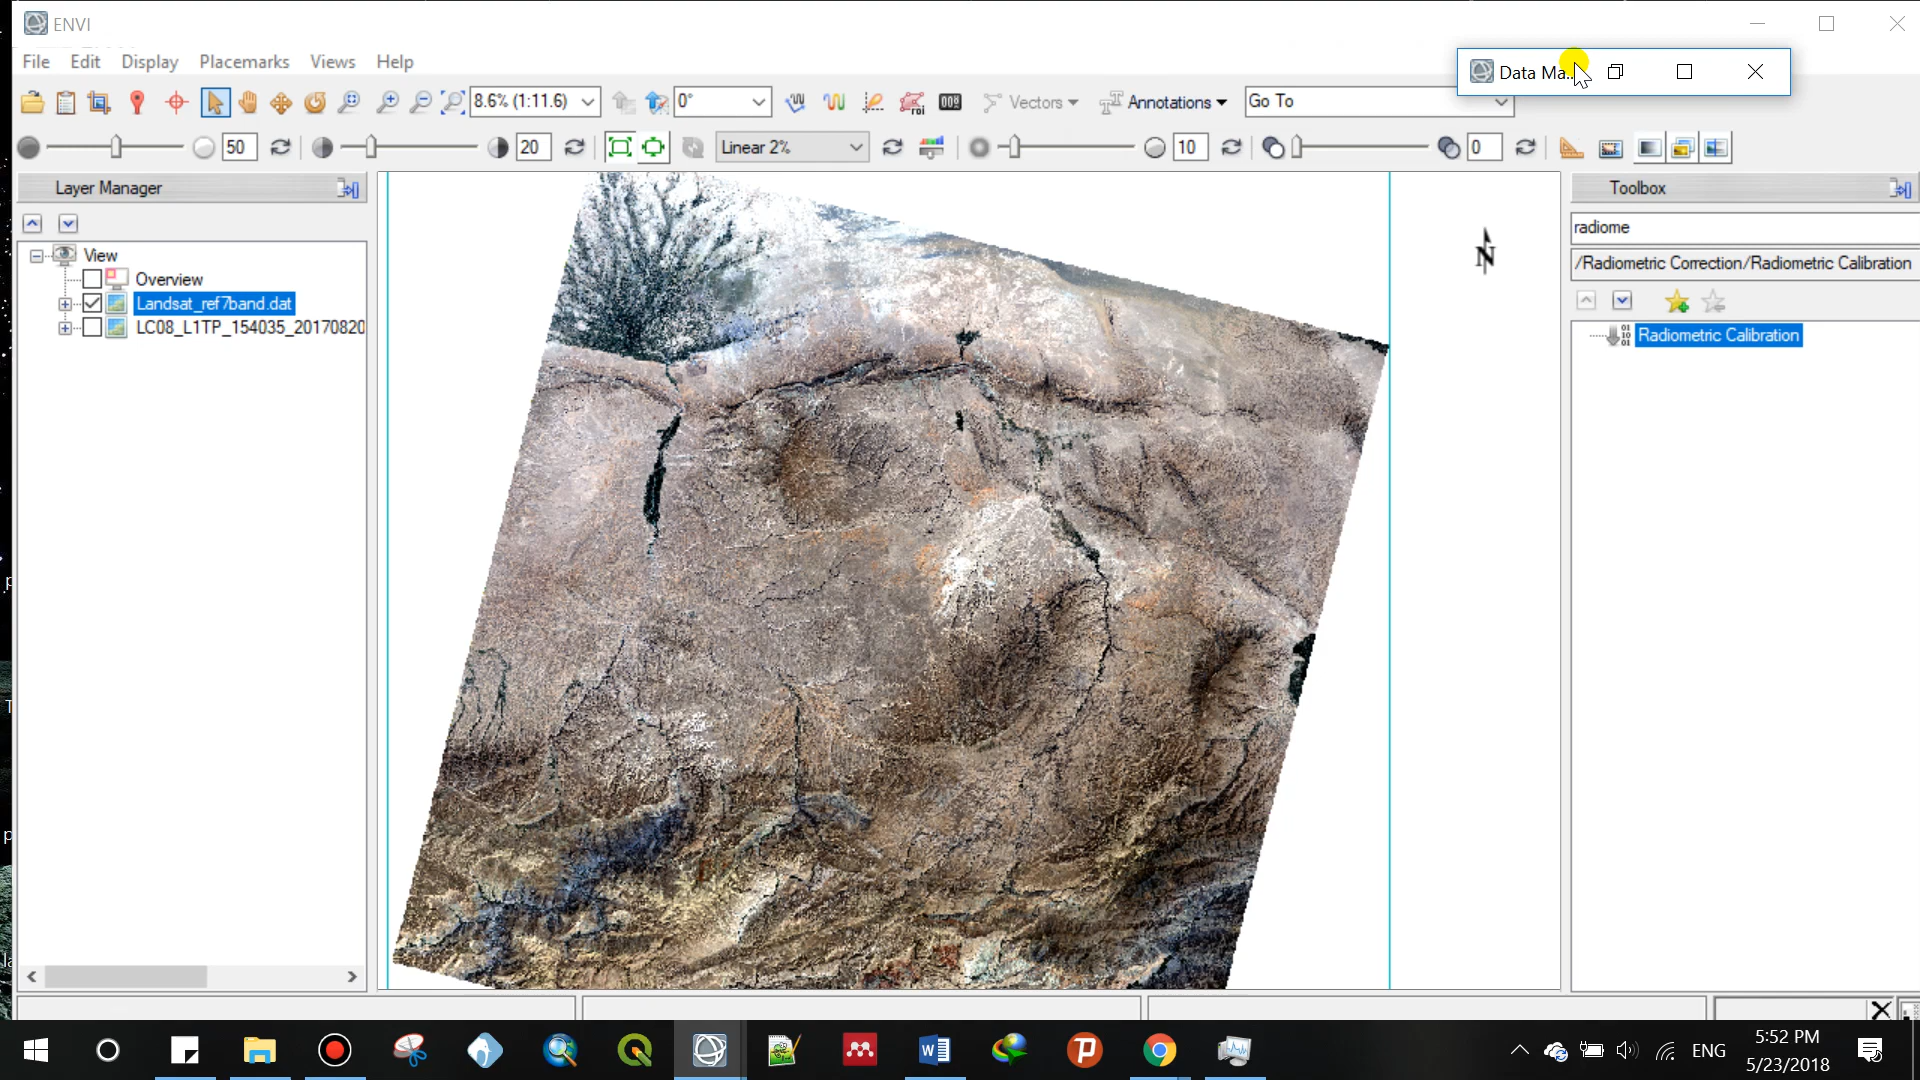 ENVI
File Edit Display Placemarks Views Help
Data Ma...
8.6% (1:11.6) 0° Vectors Annotations Go To
50 20 Linear 2% 10 0
Layer Manager
Toolbox
radiome
View
/Radiometric Correction/Radiometric Calibration
Overview
Landsat_ref7band.dat
LC08_L1TP_154035_20170820
Radiometric Calibration
N
ENG
5:52 PM
5/23/2018